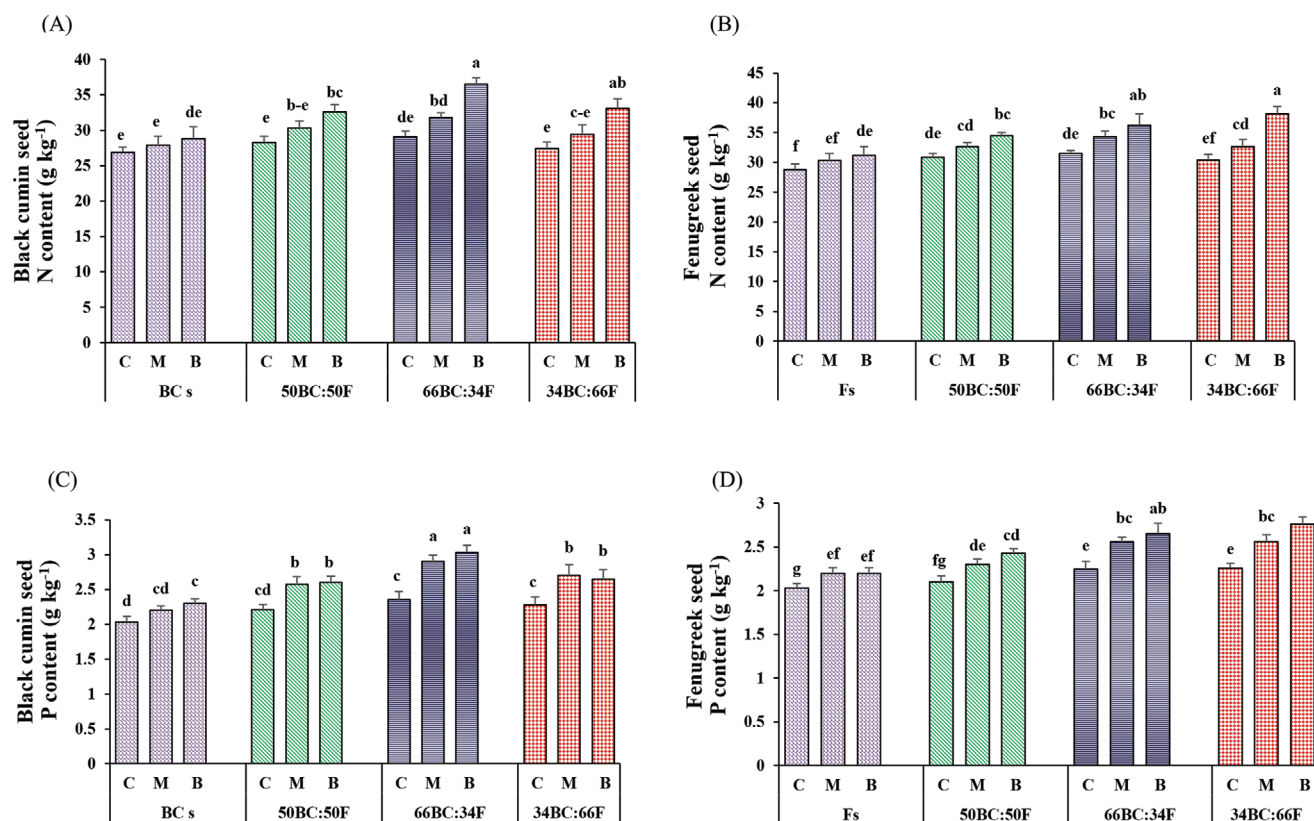 (A)
Black cumin seed
N content (g kg-1)
40
35
30
25
20
15
10
5
0
e e de e b-e bc de bd a e c-e ab
C M B C M B C M B C M B
BC s 50BC:50F 66BC:34F 34BC:66F
(B)
Fenugreek seed
N content (g kg-1)
45
40
35
30
25
20
15
10
5
0
f ef de de cd bc de bc ab ef cd a
C M B C M B C M B C M B
Fs 50BC:50F 66BC:34F 34BC:66F
(C)
Black cumin seed
P content (g kg-1)
3.5
3
2.5
2
1.5
1
0.5
0
d cd c cd b b c a a c b b
C M B C M B C M B C M B
BC s 50BC:50F 66BC:34F 34BC:66F
(D)
Fenugreek seed
P content (g kg-1)
3
2.5
2
1.5
1
0.5
0
g ef ef fg de cd e bc ab e bc
C M B C M B C M B C M B
Fs 50BC:50F 66BC:34F 34BC:66F